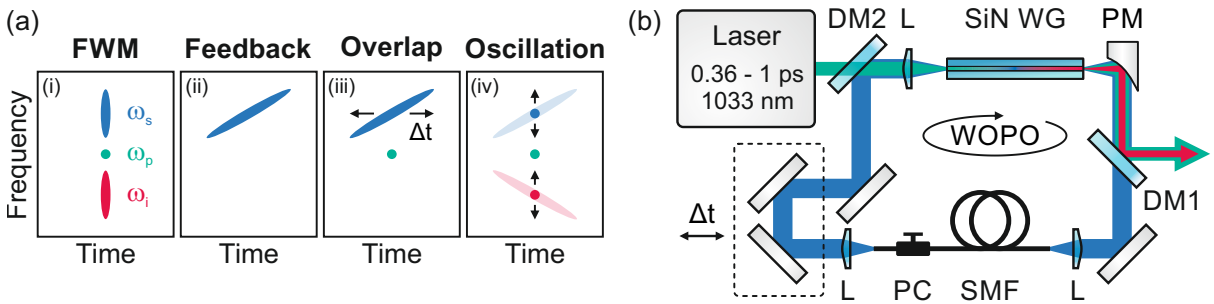 (a)
FWM Feedback Overlap Oscillation
(i) (ii) (iii) (iv)
ωs
ωp
ωi
Δt
Frequency
Time Time Time Time
(b)
DM2 L SiN WG PM
Laser
0.36 - 1 ps
1033 nm
WOPO
DM1
Δt
L PC SMF L